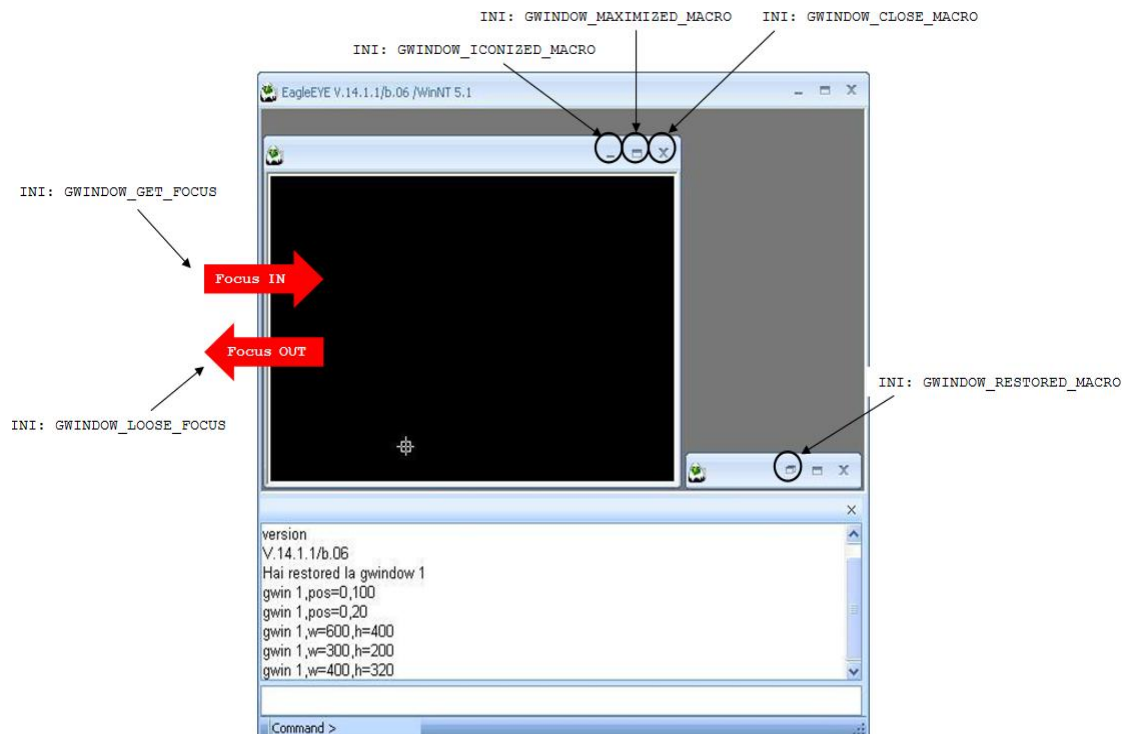 INI: GWINDOW_MAXIMIZED_MACRO
INI: GWINDOW_CLOSE_MACRO
INI: GWINDOW_ICONIZED_MACRO
EagleEYE V.14.1.1/b.06 /WinNT 5.1
INI: GWINDOW_GET_FOCUS
Focus IN
Focus OUT
INI: GWINDOW_RESTORED_MACRO
INI: GWINDOW_LOOSE_FOCUS
version
V.14.1.1/b.06
Hai restored la gwindow 1
gwin 1,pos=0,100
gwin 1,pos=0,20
gwin 1,w=600,h=400
gwin 1,w=300,h=200
gwin 1,w=400,h=320
Command >